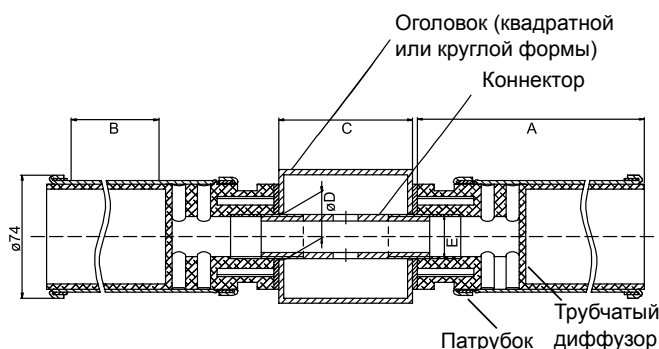 Оголовок (квадратной
или круглой формы)
Коннектор
B
C
A
øD
ø74
E
Трубчатый
Патрубок
диффузор